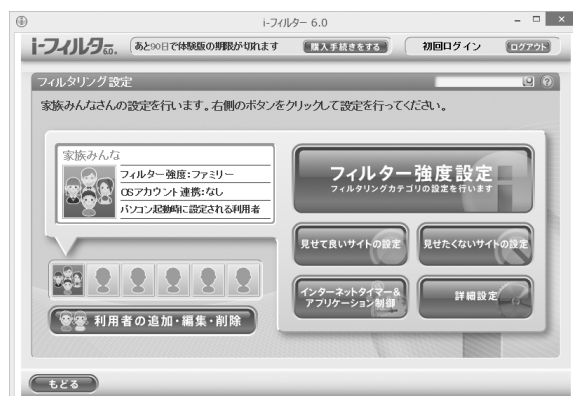 i-フィルター 6.0
i-フィルター6.0.
あと90日で体験版の期限が切れます
購入手続きをする
初回ログイン
ログアウト
フィルタリング設定
家族みんなさんの設定を行います。右側のボタンをクリックして設定を行ってください。
家族みんな
フィルター強度:ファミリー
OSアカウント連携:なし
パソコン起動時に設定される利用者
フィルター強度設定
フィルタリングカテゴリの設定を行います
見せて良いサイトの設定
見せたくないサイトの設定
インターネットタイマー&
アプリケーション制御
詳細設定
利用者の追加・編集・削除
もどる